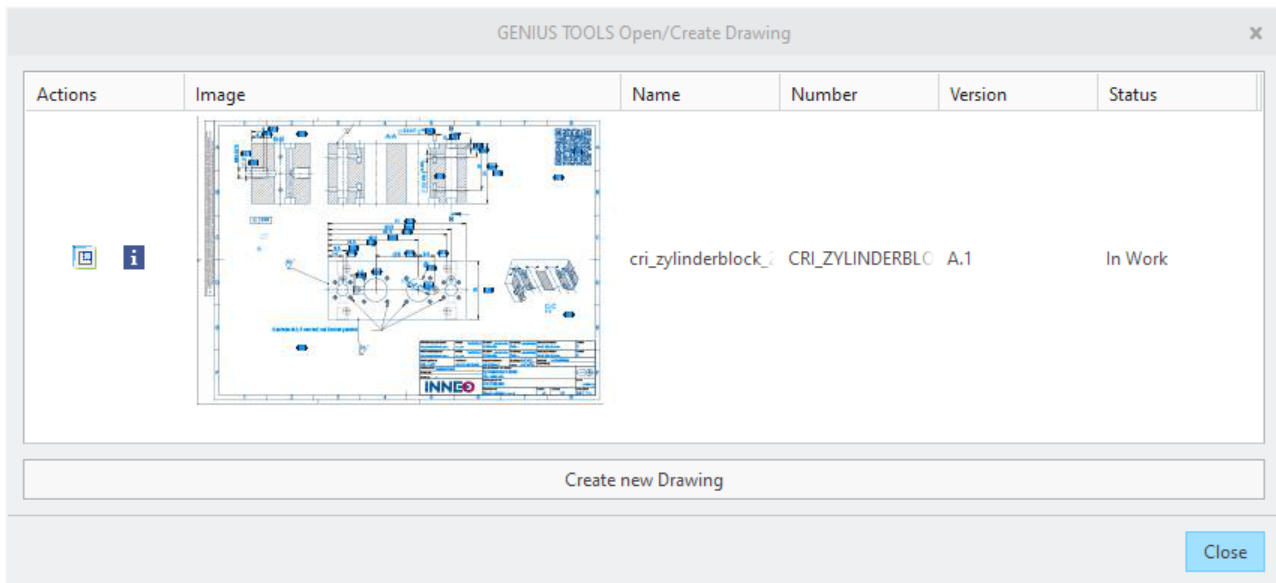 GENIUS TOOLS Open/Create Drawing
Actions Image Name Number Version Status
cri_zylinderblock_2 CRI_ZYLINDERBLO A.1 In Work
INNEO
Create new Drawing
Close